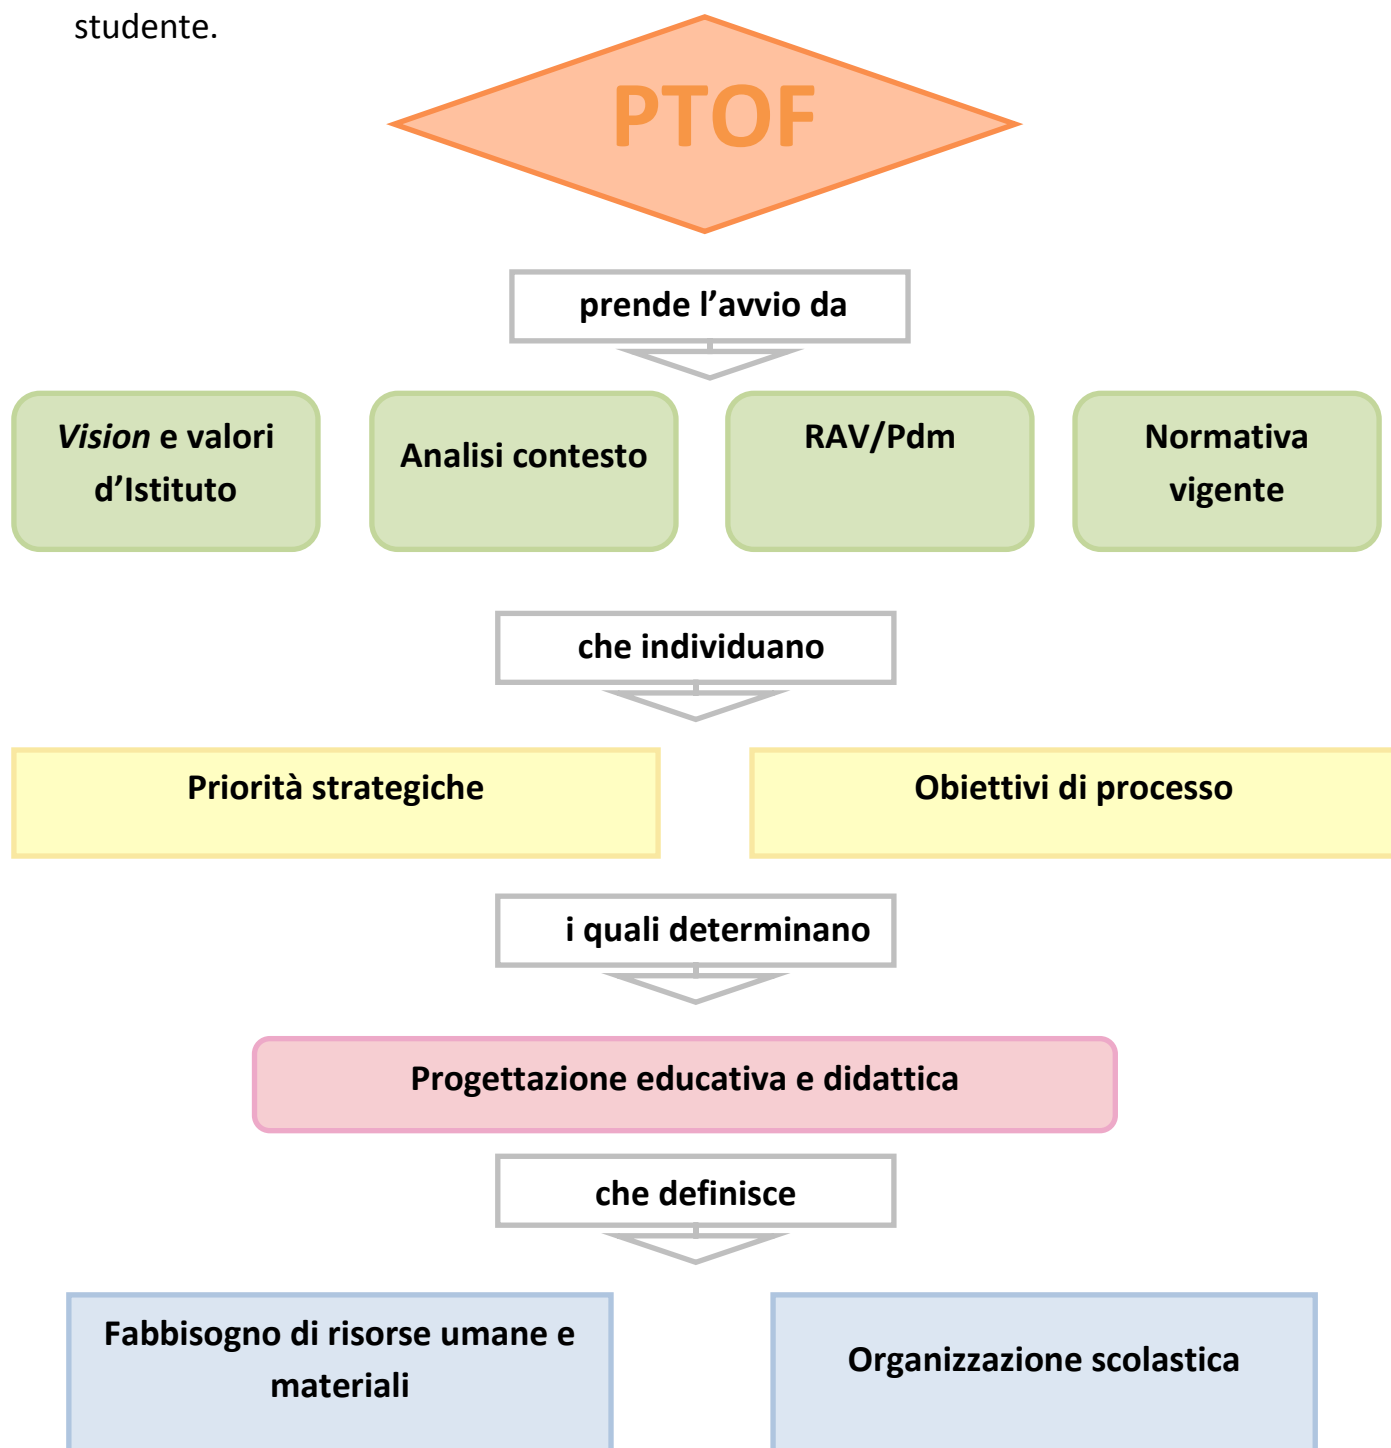 studente.
PTOF
prende l’avvio da
Vision e valori
d’Istituto
Analisi contesto
RAV/Pdm
Normativa
vigente
che individuano
Priorità strategiche
Obiettivi di processo
i quali determinano
Progettazione educativa e didattica
che definisce
Fabbisogno di risorse umane e
materiali
Organizzazione scolastica